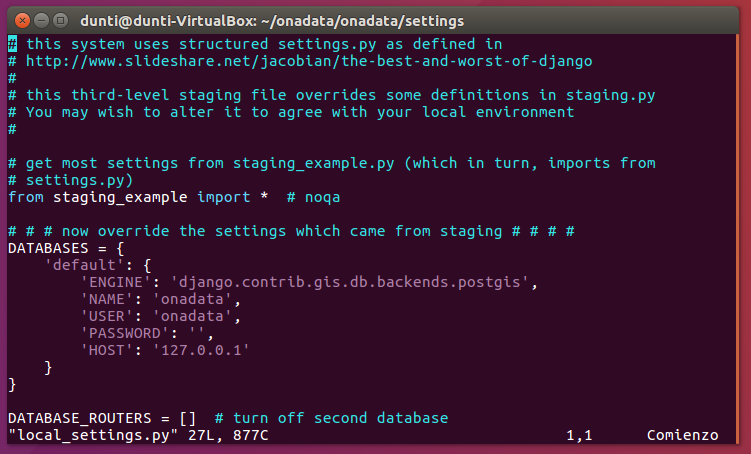 dunti@dunti-VirtualBox: ~/onadata/onadata/settings
# this system uses structured settings.py as defined in
# http://www.slideshare.net/jacobian/the-best-and-worst-of-django
#
# this third-level staging file overrides some definitions in staging.py
# You may wish to alter it to agree with your local environment
#
# get most settings from staging_example.py (which in turn, imports from
# settings.py)
from staging_example import *  # noqa
# # # now override the settings which came from staging # # # #
DATABASES = {
    'default': {
        'ENGINE': 'django.contrib.gis.db.backends.postgis',
        'NAME': 'onadata',
        'USER': 'onadata',
        'PASSWORD': '',
        'HOST': '127.0.0.1'
    }
}
DATABASE_ROUTERS = []  # turn off second database
"local_settings.py" 27L, 877C 1,1 Comienzo